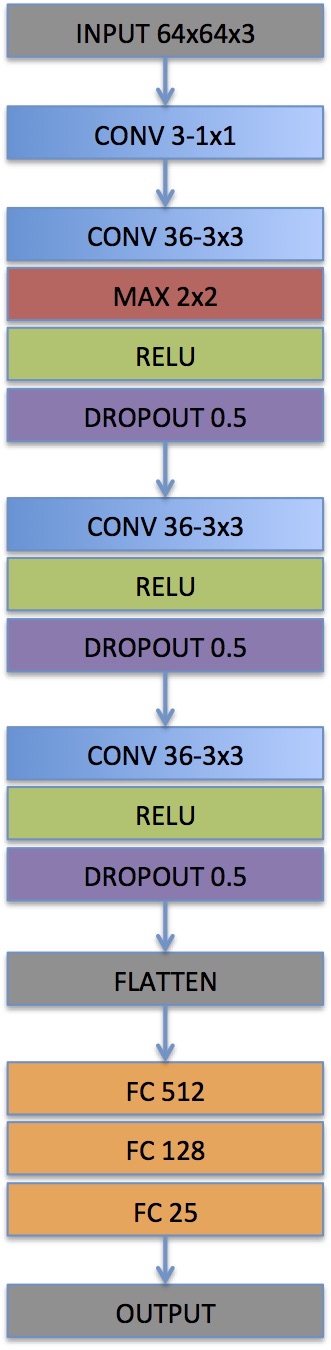 INPUT 64x64x3
CONV 3-1x1
CONV 36-3x3
MAX 2x2
RELU
DROPOUT 0.5
CONV 36-3x3
RELU
DROPOUT 0.5
CONV 36-3x3
RELU
DROPOUT 0.5
FLATTEN
FC 512
FC 128
FC 25
OUTPUT